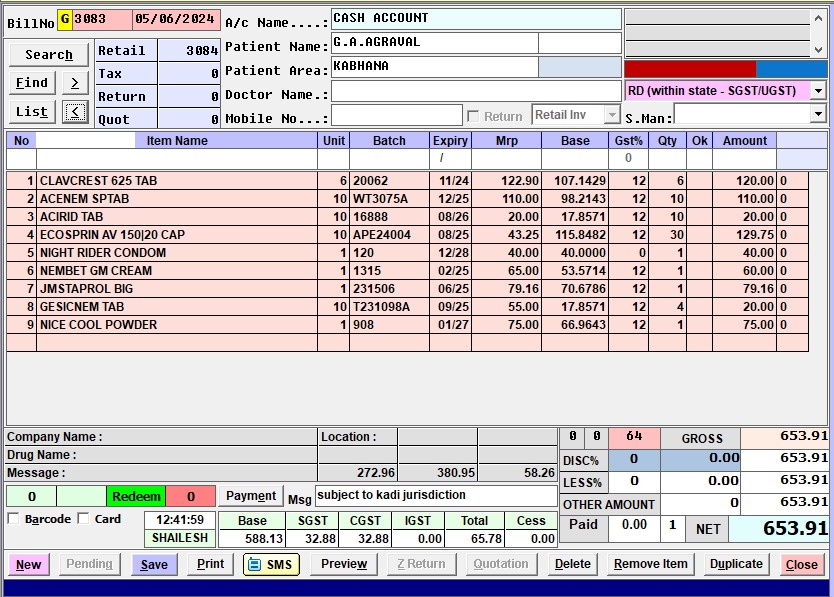 BillNo G 3083 05/06/2024 A/c Name....: CASH ACCOUNT
Search Retail 3084 Patient Name: G.A.AGRAVAL
Find > Tax 0 Patient Area: KABHANA
Return 0 Doctor Name.: RD (within state - SGST/UGST)
List < Quot 0 Mobile No...: Return Retail Inv S.Man:
No Item Name Unit Batch Expiry Mrp Base Gst% Qty Ok Amount
/ 0
1 CLAVCREST 625 TAB 6 20062 11/24 122.90 107.1429 12 6 120.00 0
2 ACENEM SPTAB 10 WT3075A 12/25 110.00 98.2143 12 10 110.00 0
3 ACIRID TAB 10 16888 08/26 20.00 17.8571 12 10 20.00 0
4 ECOSPRIN AV 150|20 CAP 10 APE24004 08/25 43.25 115.8482 12 30 129.75 0
5 NIGHT RIDER CONDOM 1 120 12/28 40.00 40.0000 0 1 40.00 0
6 NEMBET GM CREAM 1 1315 02/25 65.00 53.5714 12 1 60.00 0
7 JMSTAPROL BIG 1 231506 06/25 79.16 70.6786 12 1 79.16 0
8 GESICNEM TAB 10 T231098A 09/25 55.00 17.8571 12 4 20.00 0
9 NICE COOL POWDER 1 908 01/27 75.00 66.9643 12 1 75.00 0
Company Name : Location : 0 0 64 GROSS 653.91
Drug Name : DISC% 0 0.00 653.91
Message : 272.96 380.95 58.26 LESS% 0 0.00 653.91
0 Redeem 0 Payment Msg subject to kadi jurisdiction OTHER AMOUNT 0 653.91
Barcode Card 12:41:59 Base SGST CGST IGST Total Cess Paid 0.00 1 NET 653.91
SHAILESH 588.13 32.88 32.88 0.00 65.78 0.00
New Pending Save Print SMS Preview Z Return Quotation Delete Remove Item Duplicate Close